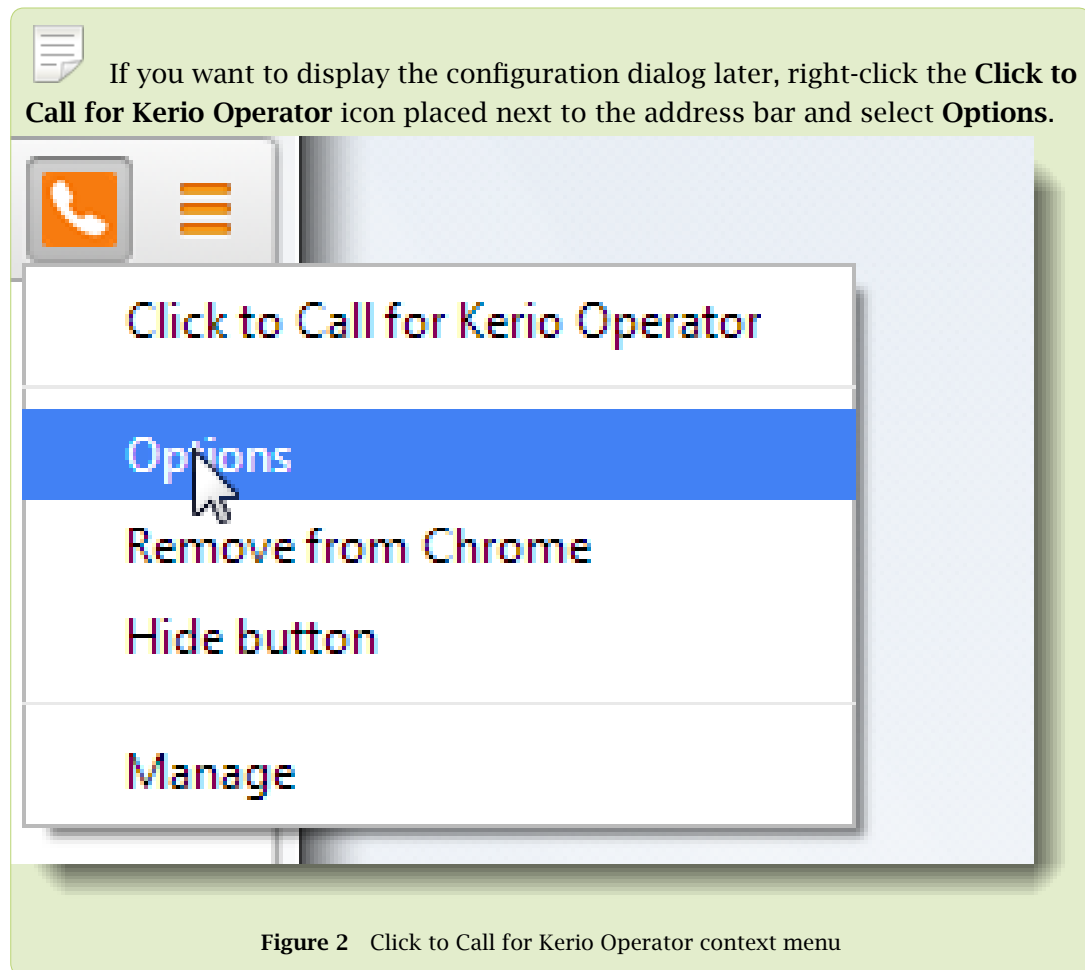 If you want to display the configuration dialog later, right-click the Click to
Call for Kerio Operator icon placed next to the address bar and select Options.
Click to Call for Kerio Operator
Options
Remove from Chrome
Hide button
Manage
Figure 2 Click to Call for Kerio Operator context menu